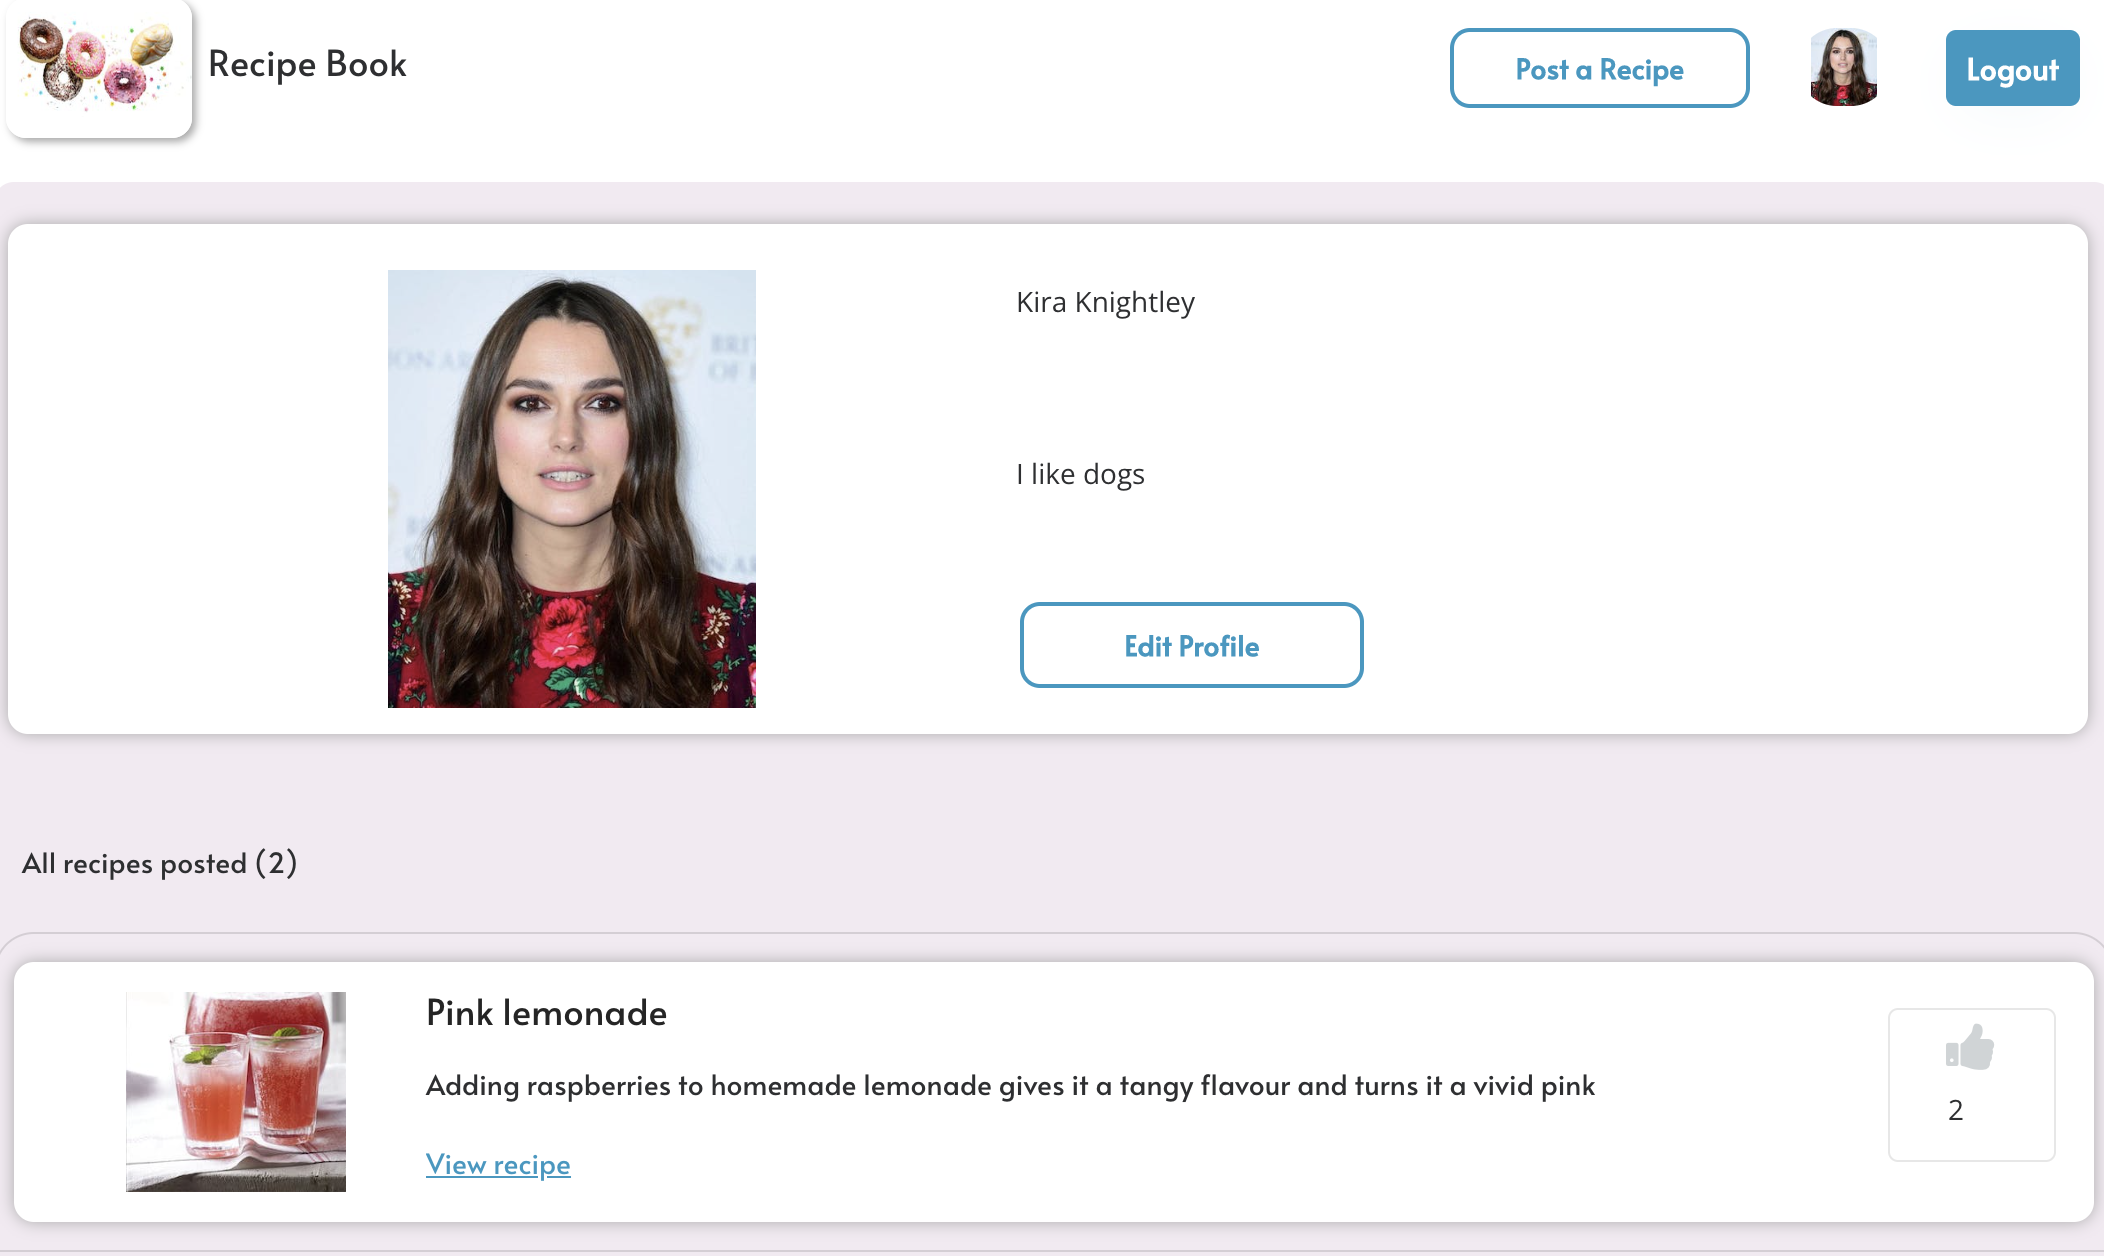 Recipe Book
Post a Recipe
Logout
Kira Knightley
I like dogs
Edit Profile
All recipes posted (2)
Pink lemonade
Adding raspberries to homemade lemonade gives it a tangy flavour and turns it a vivid pink
View recipe
2